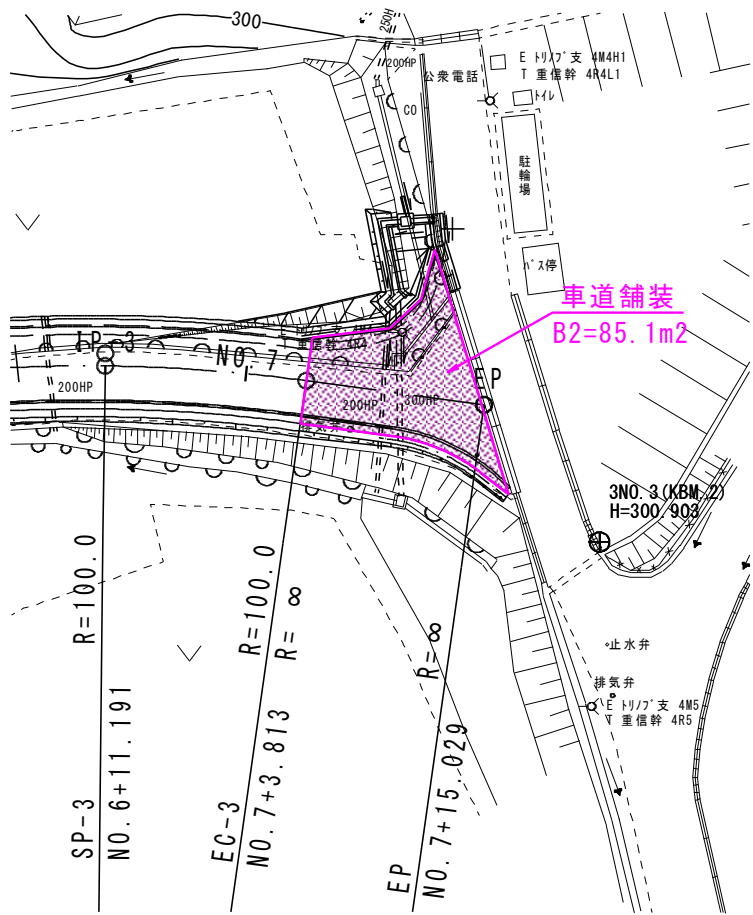 300
250H
200HP
公衆電話
CO
E トリノブ支 4M4H1
T 重信幹 4R4L1
トイレ
駐輪場
バス停
車道舗装
B2=85.1m2
IP-3
NO.7
EP
200HP
200HP
300HP
3NO.3(KBM.2)
H=300.903
R=100.0
R=100.0
R=∞
R=∞
止水弁
排気弁
E トリノブ支 4M5
T 重信幹 4R5
SP-3
NO.6+11.191
EC-3
NO.7+3.813
EP
NO.7+15.029